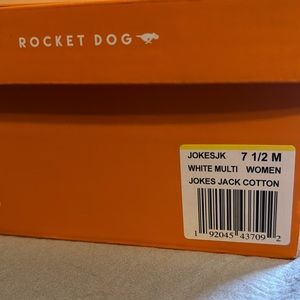 ROCKET DOG
JOKESJK 7 1/2 M
WHITE MULTI WOMEN
JOKES JACK COTTON
1 92045 43709 2